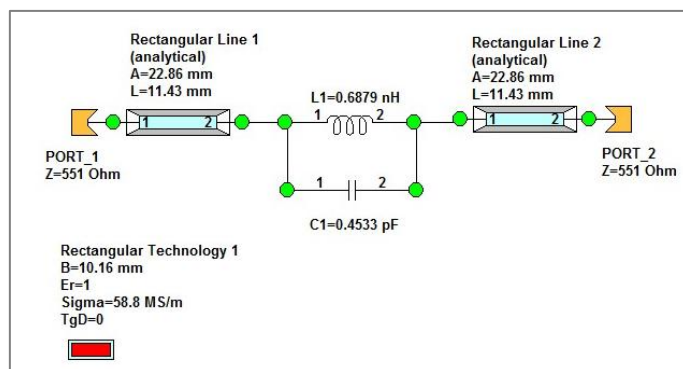 Rectangular Line 1
(analytical)
A=22.86 mm
L=11.43 mm
Rectangular Line 2
(analytical)
A=22.86 mm
L=11.43 mm
L1=0.6879 nH
1 2
1 2
1 2
PORT_1
Z=551 Ohm
PORT_2
Z=551 Ohm
1 2
C1=0.4533 pF
Rectangular Technology 1
B=10.16 mm
Er=1
Sigma=58.8 MS/m
TgD=0